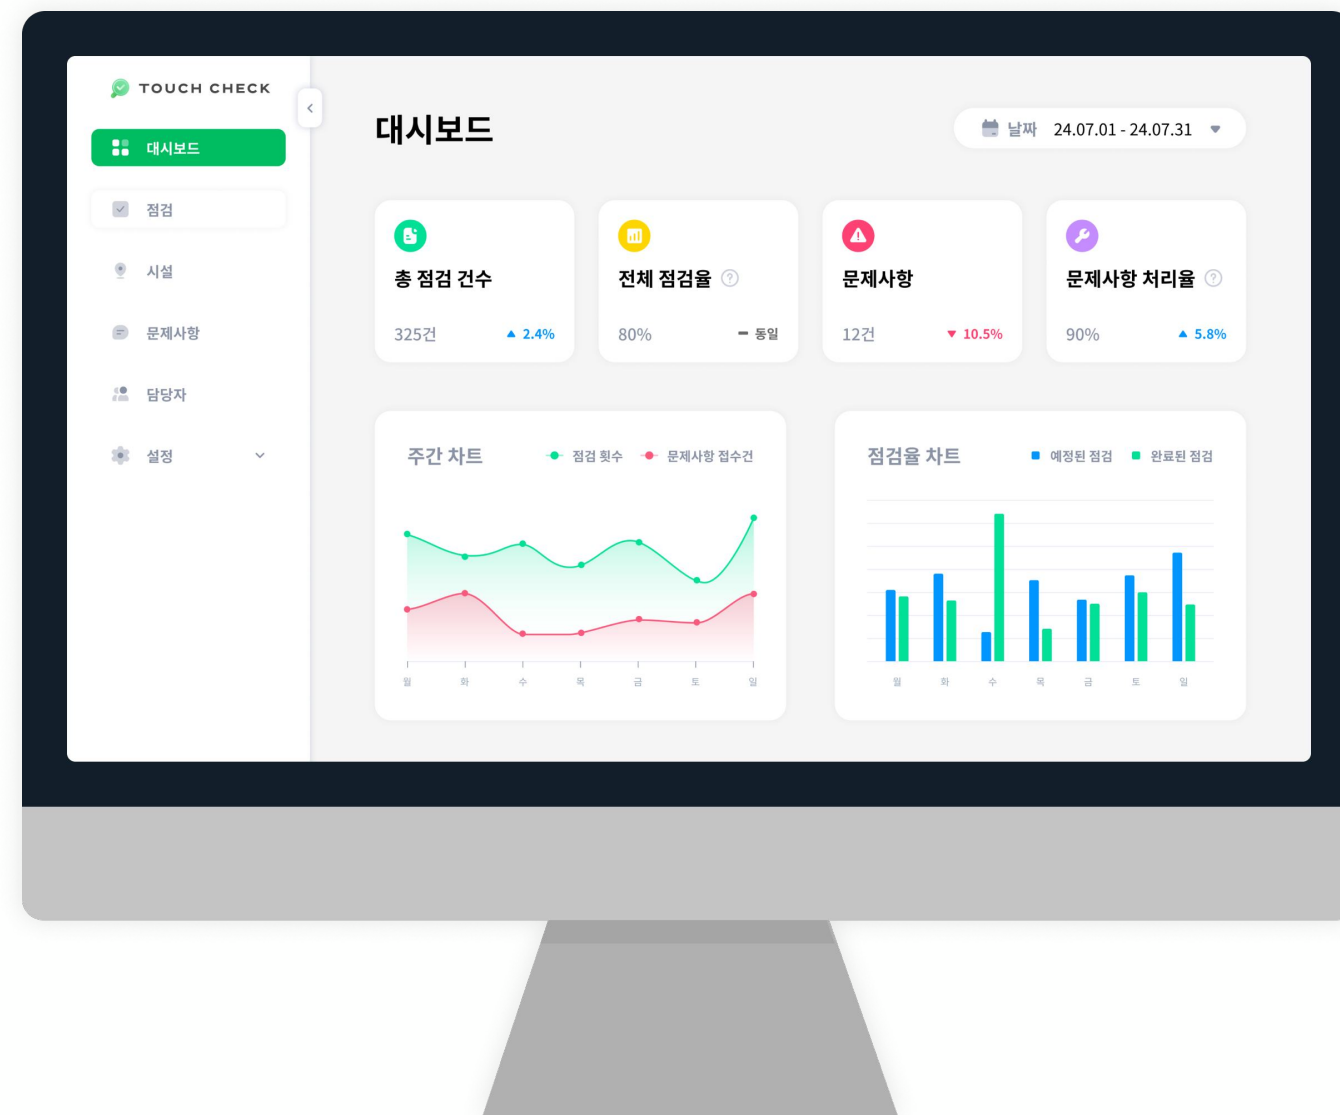 TOUCH CHECK
대시보드
점검
시설
문제사항
담당자
설정
대시보드
날짜 24.07.01 - 24.07.31
총 점검 건수
325건 ▲ 2.4%
전체 점검율 ?
80% 동일
문제사항
12건 ▼ 10.5%
문제사항 처리율 ?
90% ▲ 5.8%
주간 차트 점검 횟수 문제사항 접수건
월 화 수 목 금 토 일
점검율 차트 예정된 점검 완료된 점검
월 화 수 목 금 토 일